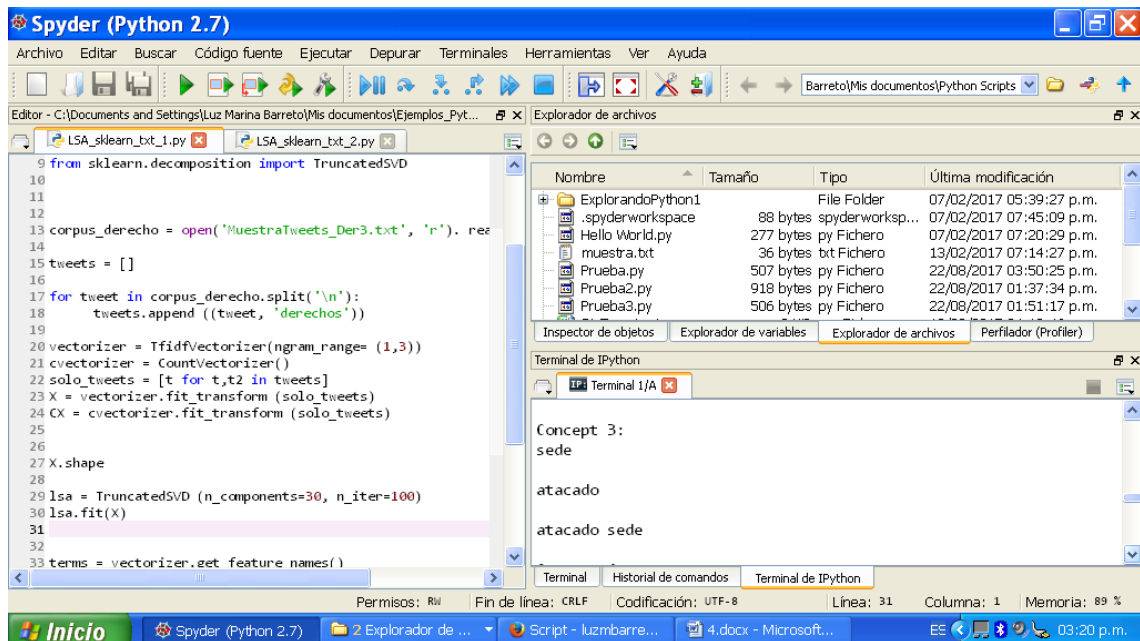 Spyder (Python 2.7)
Archivo Editar Buscar Código fuente Ejecutar Depurar Terminales Herramientas Ver Ayuda
Barreto\Mis documentos\Python Scripts
Editor - C:\Documents and Settings\Luz Marina Barreto\Mis documentos\Ejemplos_Pyt...
LSA_sklearn_txt_1.py LSA_sklearn_txt_2.py
9 from sklearn.decomposition import TruncatedSVD
10
11
12
13 corpus_derecho = open('MuestraTweets_Der3.txt', 'r'). rea
14
15 tweets = []
16
17 for tweet in corpus_derecho.split('\n'):
18 tweets.append ((tweet, 'derechos'))
19
20 vectorizer = TfidfVectorizer(ngram_range= (1,3))
21 cvectorizer = CountVectorizer()
22 solo_tweets = [t for t,t2 in tweets]
23 X = vectorizer.fit_transform (solo_tweets)
24 CX = cvectorizer.fit_transform (solo_tweets)
25
26
27 X.shape
28
29 lsa = TruncatedSVD (n_components=30, n_iter=100)
30 lsa.fit(X)
31
32
33 terms = vectorizer.get_feature_names()
Explorador de archivos
Nombre Tamaño Tipo Última modificación
ExplorandoPython1 File Folder 07/02/2017 05:39:27 p.m.
.spyderworkspace 88 bytes spyderworksp... 07/02/2017 07:45:09 p.m.
Hello World.py 277 bytes py Fichero 07/02/2017 07:20:29 p.m.
muestra.txt 36 bytes txt Fichero 13/02/2017 07:14:27 p.m.
Prueba.py 507 bytes py Fichero 22/08/2017 03:50:25 p.m.
Prueba2.py 918 bytes py Fichero 22/08/2017 01:37:34 p.m.
Prueba3.py 506 bytes py Fichero 22/08/2017 01:51:17 p.m.
Inspector de objetos Explorador de variables Explorador de archivos Perfilador (Profiler)
Terminal de IPython
IP: Terminal 1/A
Concept 3:
sede
atacado
atacado sede
Terminal Historial de comandos Terminal de IPython
Permisos: RW Fin de línea: CRLF Codificación: UTF-8 Línea: 31 Columna: 1 Memoria: 89 %
Inicio Spyder (Python 2.7) 2 Explorador de ... Script - luzmbarre... 4.docx - Microsoft... ES 03:20 p.m.